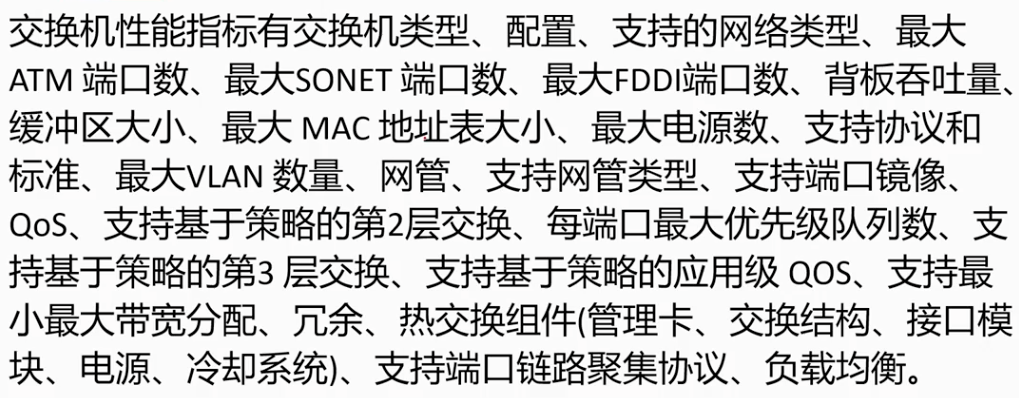 交换机性能指标有交换机类型、配置、支持的网络类型、最大
ATM 端口数、最大SONET 端口数、最大FDDI端口数、背板吞吐量、
缓冲区大小、最大 MAC 地址表大小、最大电源数、支持协议和
标准、最大VLAN 数量、网管、支持网管类型、支持端口镜像、
QoS、支持基于策略的第2层交换、每端口最大优先级队列数、支
持基于策略的第3 层交换、支持基于策略的应用级 QOS、支持最
小最大带宽分配、冗余、热交换组件(管理卡、交换结构、接口模
块、电源、冷却系统)、支持端口链路聚集协议、负载均衡。